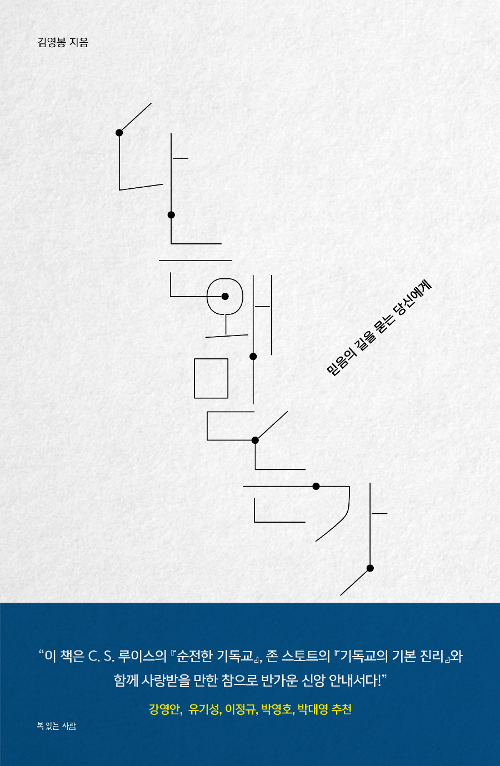 김영봉 지음
나는 왜 믿는가
믿음의 길을 묻는 당신에게
“이 책은 C. S. 루이스의 『순전한 기독교』, 존 스토트의 『기독교의 기본 진리』와
함께 사랑받을 만한 참으로 반가운 신앙 안내서다!”
강영안, 유기성, 이정규, 박영호, 박대영 추천
복 있는 사람